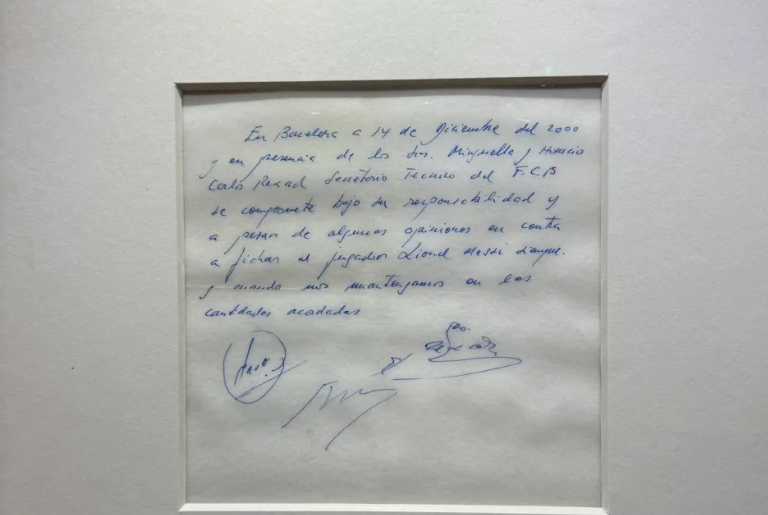 En Barcelona a 14 de Diciembre del 2000
y en presencia de los Srs. Minguella y Horacio
Carlos Rexach Secretario Tecnico del F.C.B
se compromete bajo su responsabilidad y
a pesar de algunas opiniones en contra
a fichar al jugador Lionel Messi siempre
y cuando nos mantengamos en las
cantidades acordadas